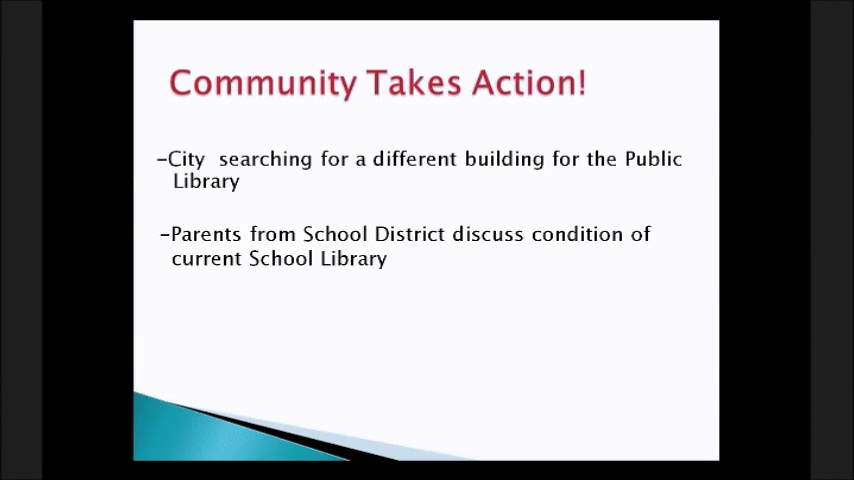 Community Takes Action!
-City  searching for a different building for the Public
Library
-Parents from School District discuss condition of
current School Library